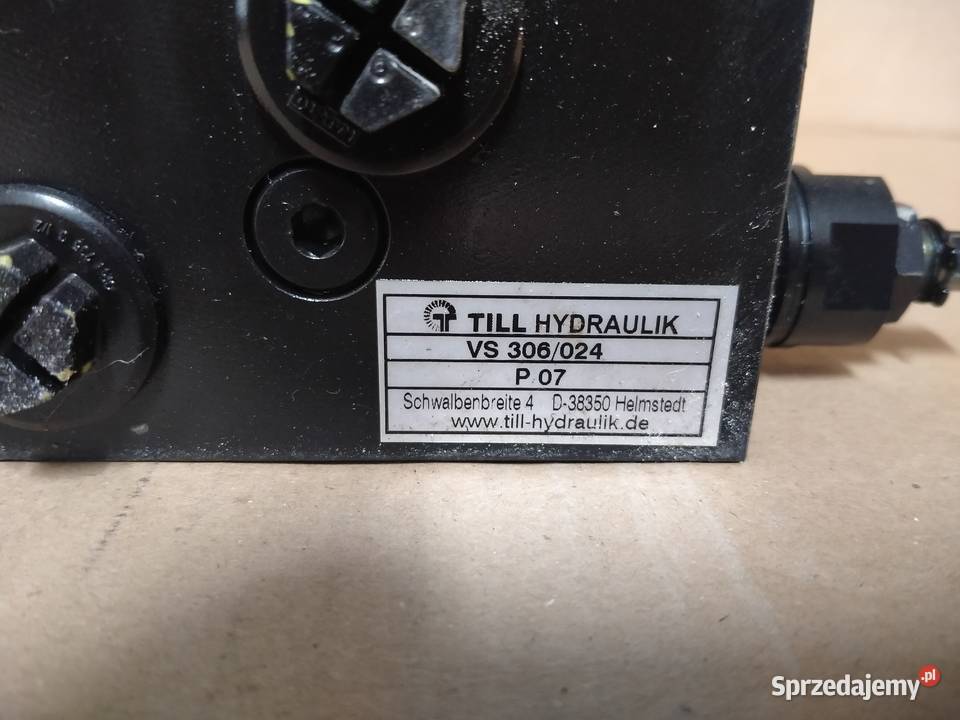 TILL HYDRAULIK
VS 306/024
P 07
Schwalbenbreite 4 D-38350 Helmstedt
www.till-hydraulik.de
Sprzedajemy.pl